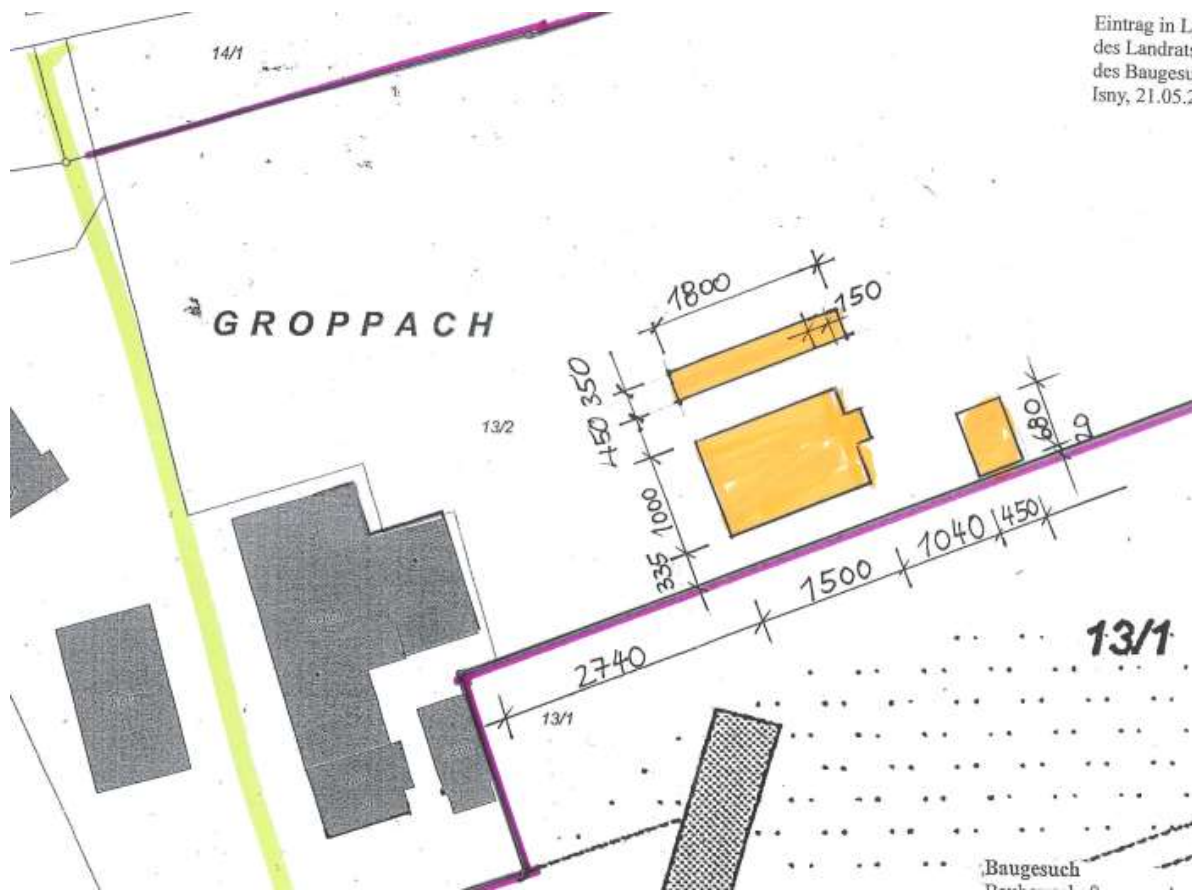 14/1
Eintrag in L
des Landrats
des Baugesu
Isny, 21.05.2
1800
150
GROPPACH
350
450
13/2
680
20
1000
335
1040
450
1500
2740
13/1
13/1
Baugesuch